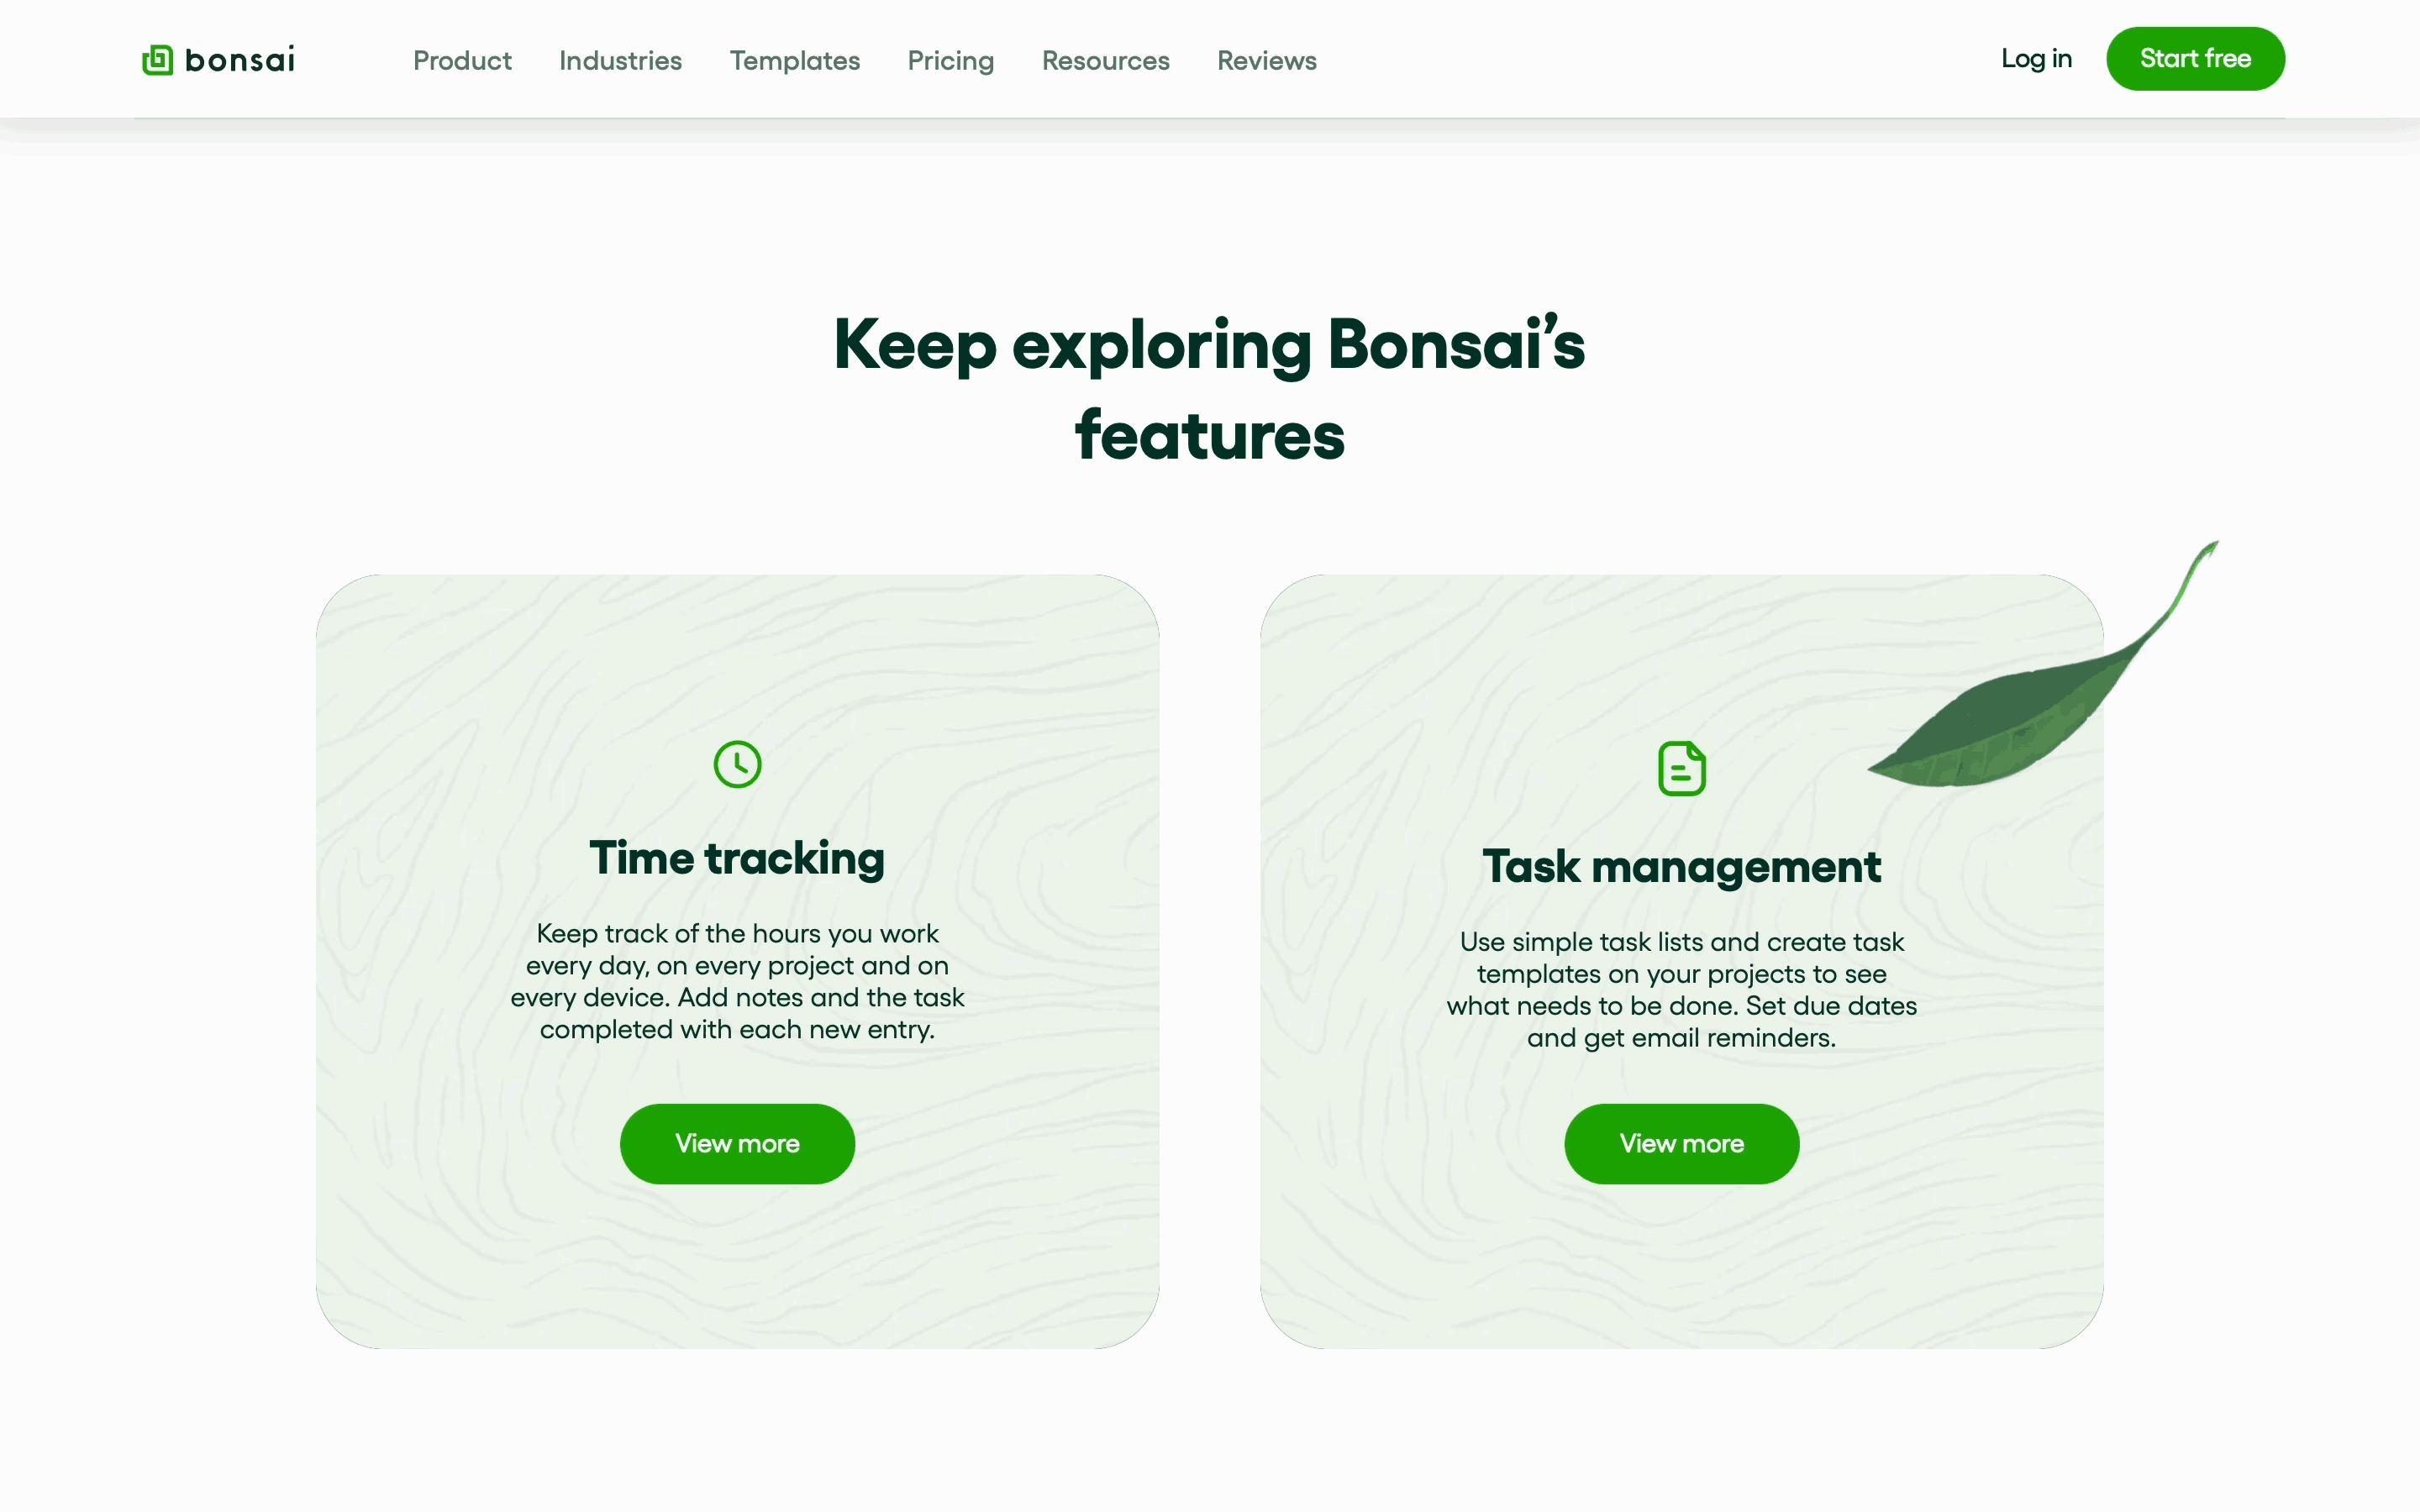 bonsai
Product
Industries
Templates
Pricing
Resources
Reviews
Log in
Start free
Keep exploring Bonsai’s
features
Time tracking
Keep track of the hours you work
every day, on every project and on
every device. Add notes and the task
completed with each new entry.
View more
Task management
Use simple task lists and create task
templates on your projects to see
what needs to be done. Set due dates
and get email reminders.
View more